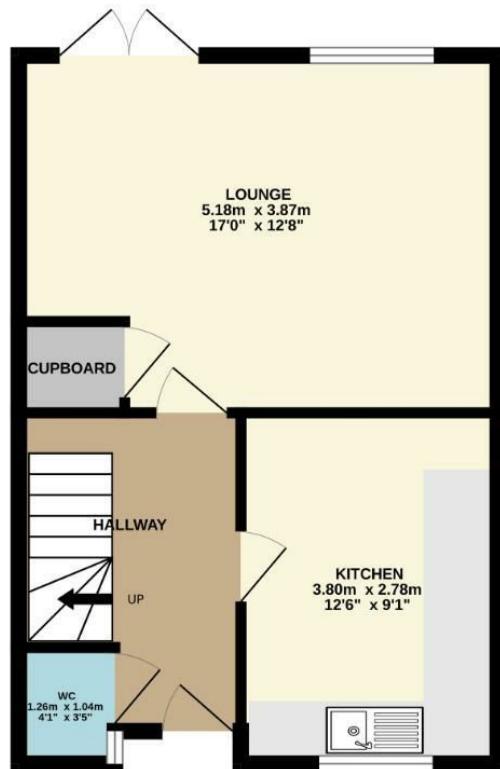 LOUNGE
5.18m x 3.87m
17'0" x 12'8"
CUPBOARD
HALLWAY
UP
KITCHEN
3.80m x 2.78m
12'6" x 9'1"
WC
1.26m x 1.04m
4'1" x 3'5"